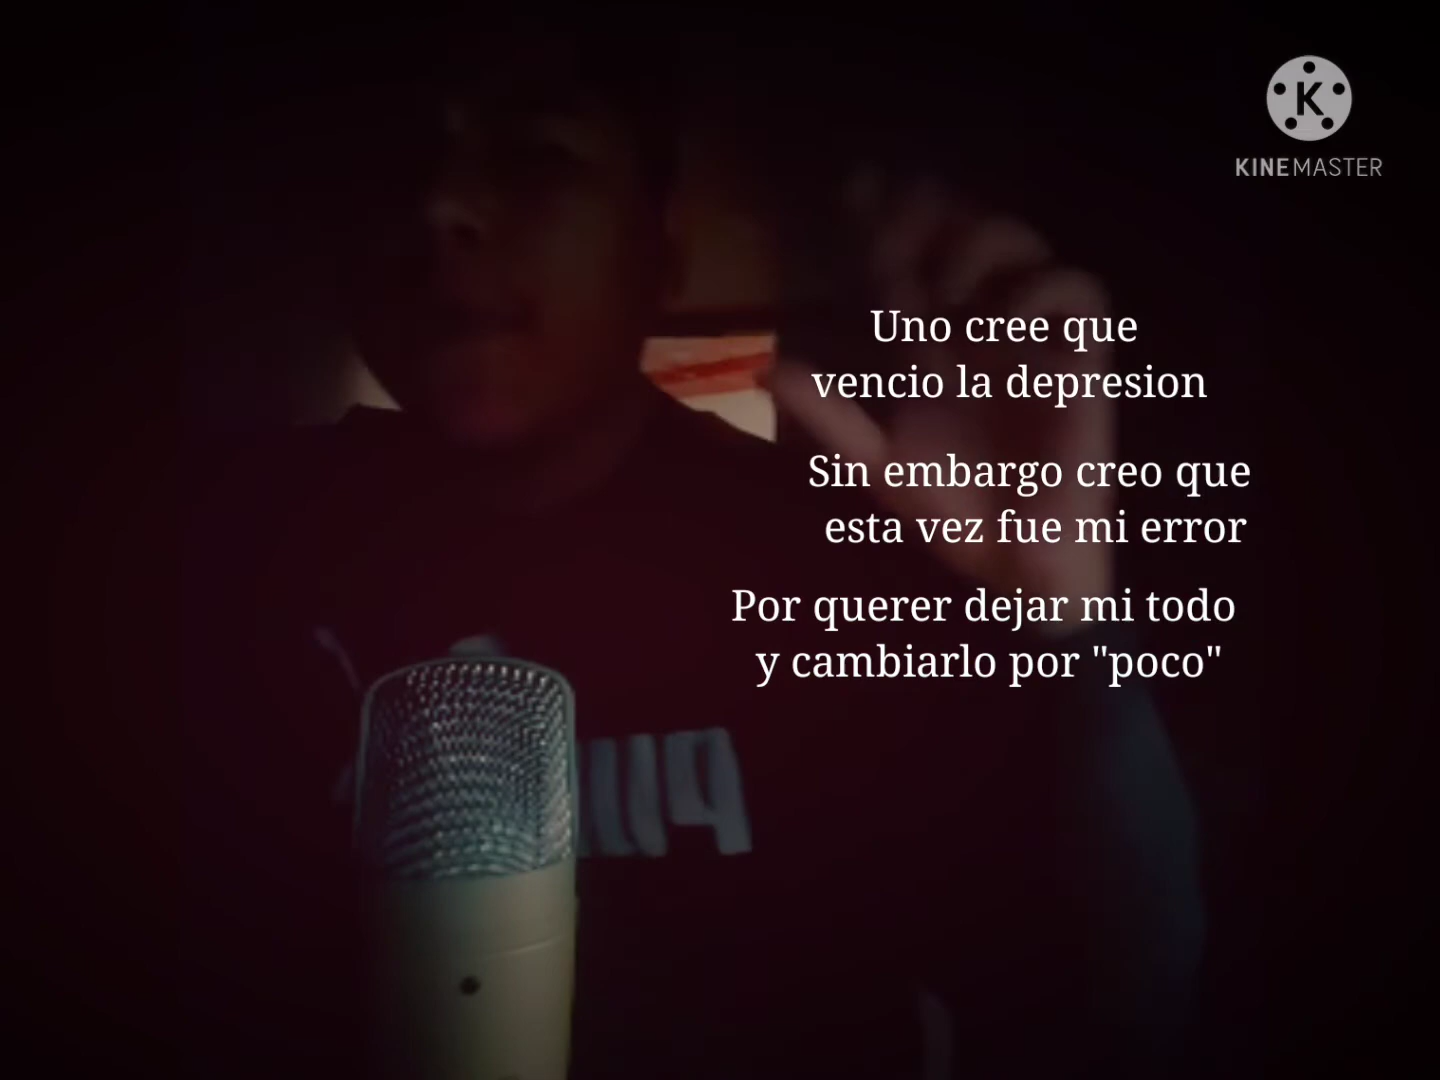 KINEMASTER
Uno cree que
vencio la depresion
Sin embargo creo que
esta vez fue mi error
Por querer dejar mi todo
y cambiarlo por "poco"